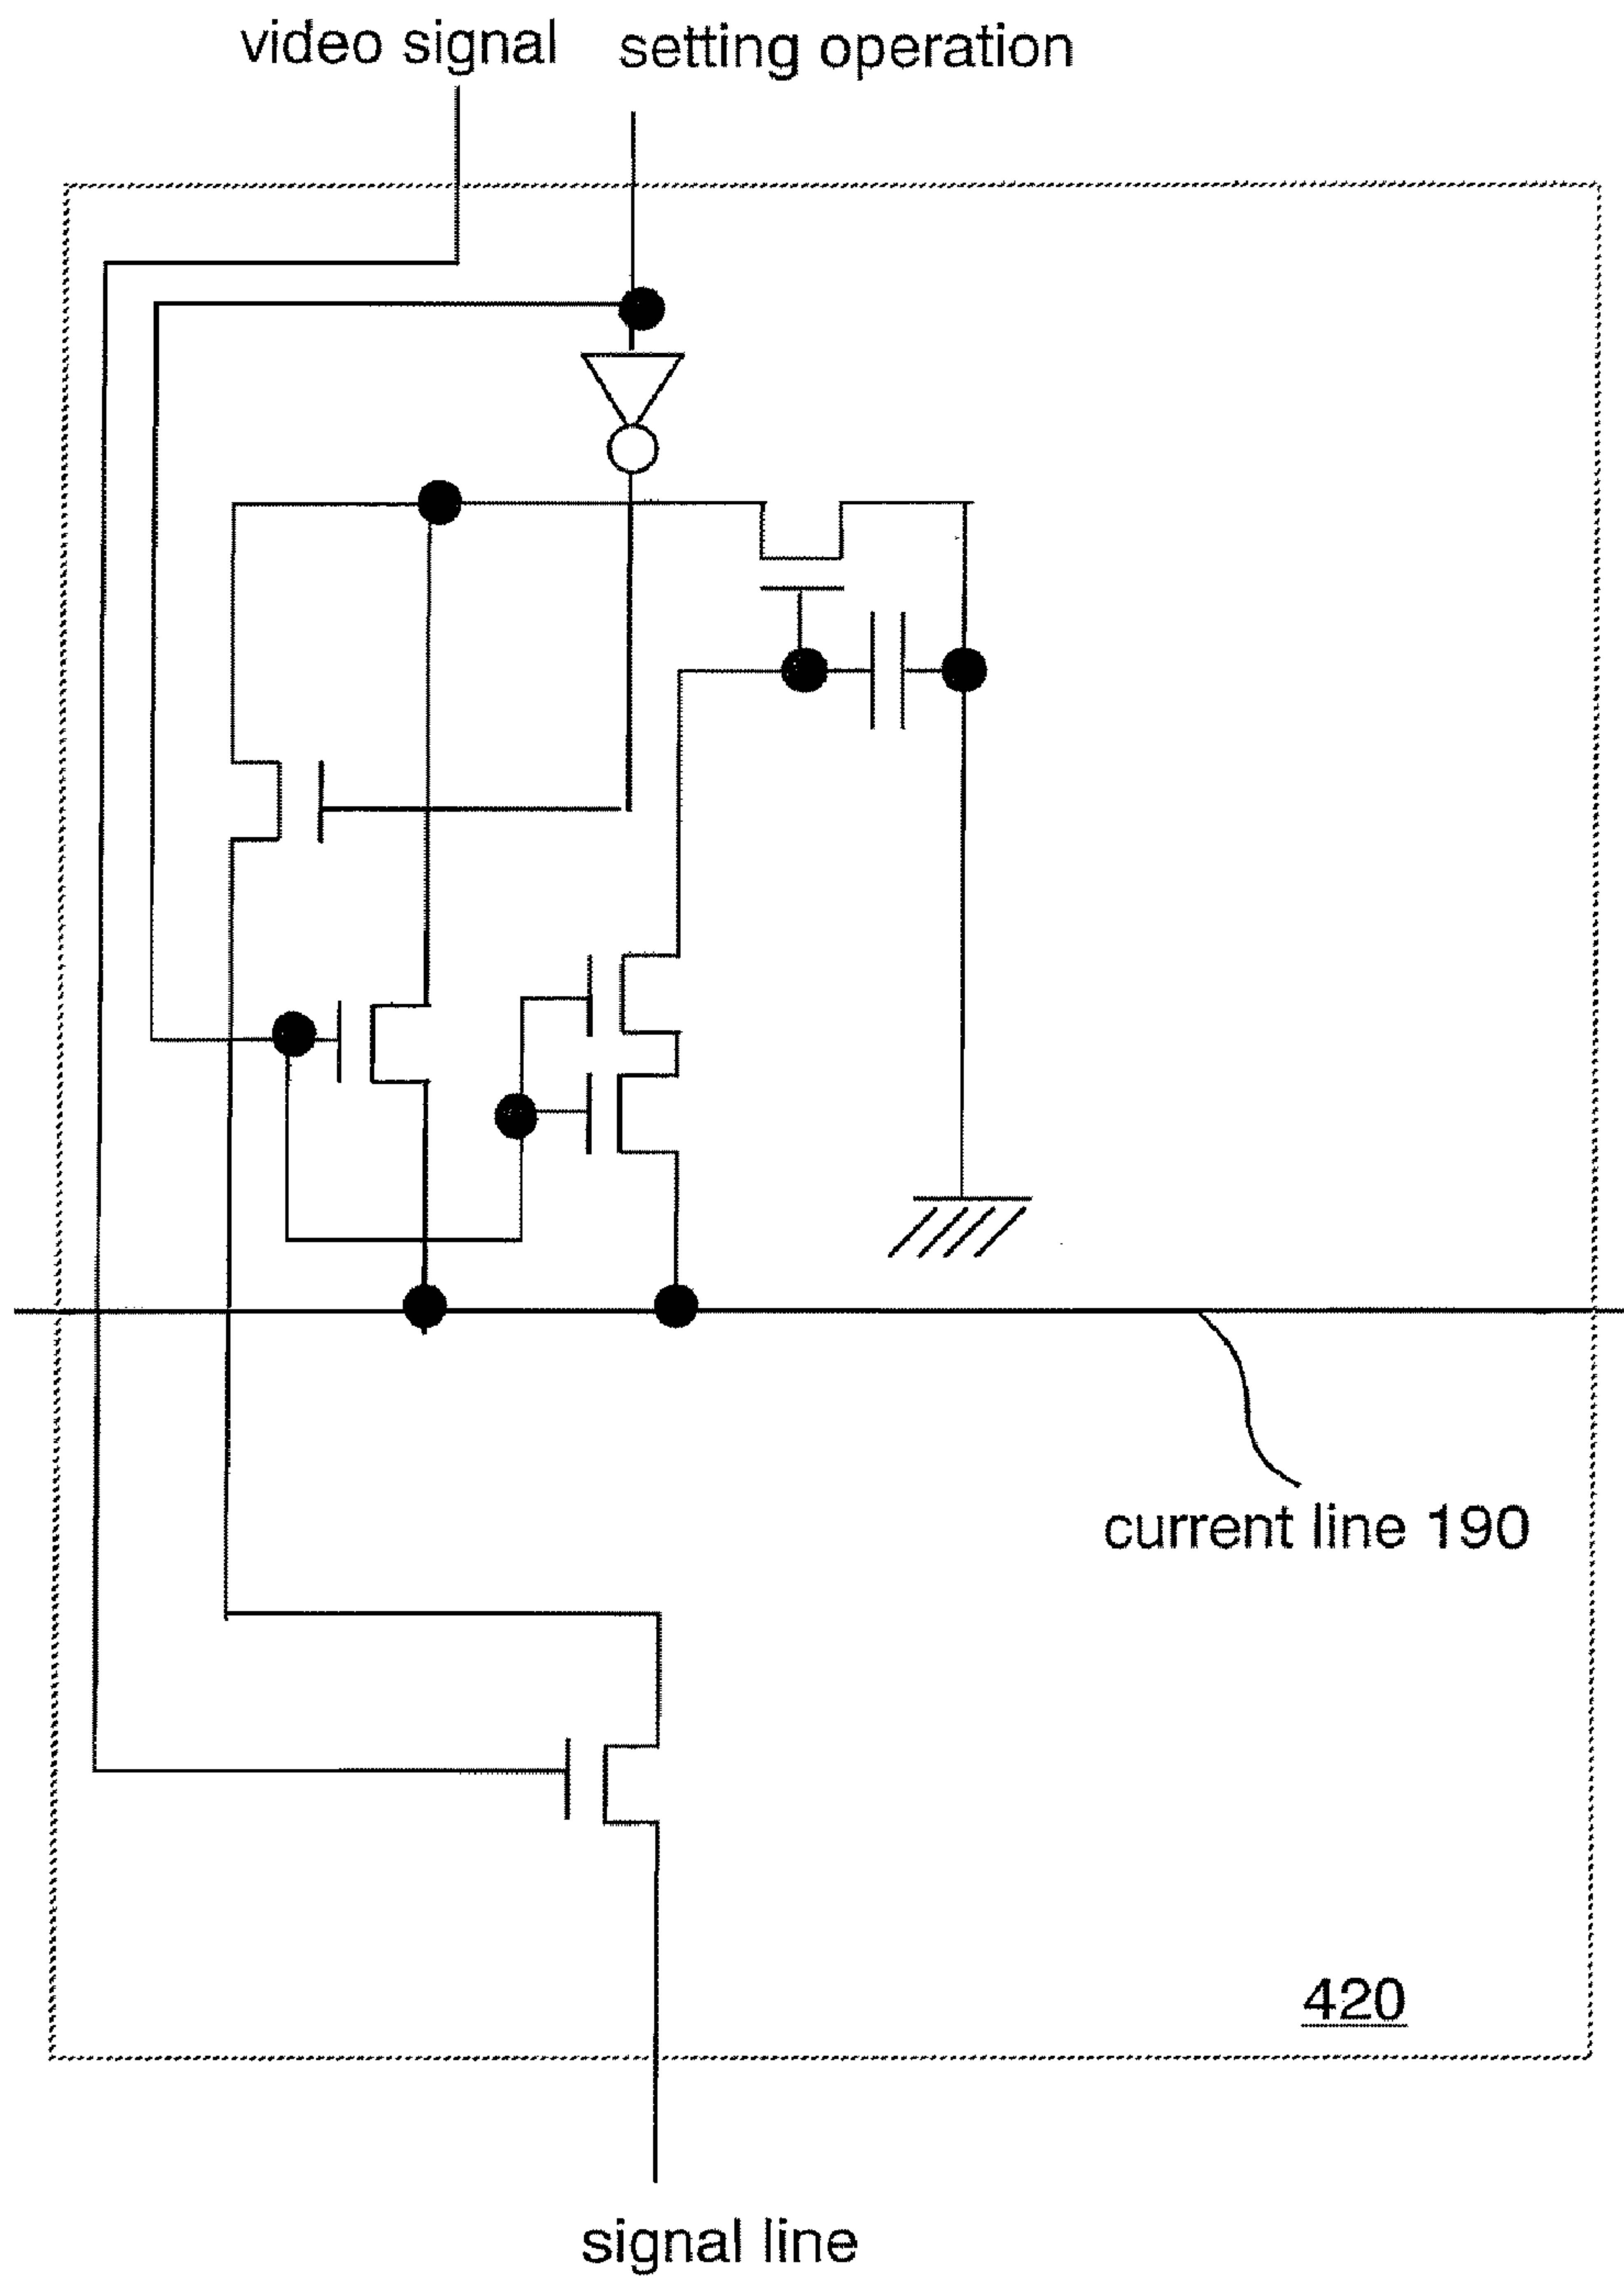 video signal
setting operation
current line 190
420
signal line